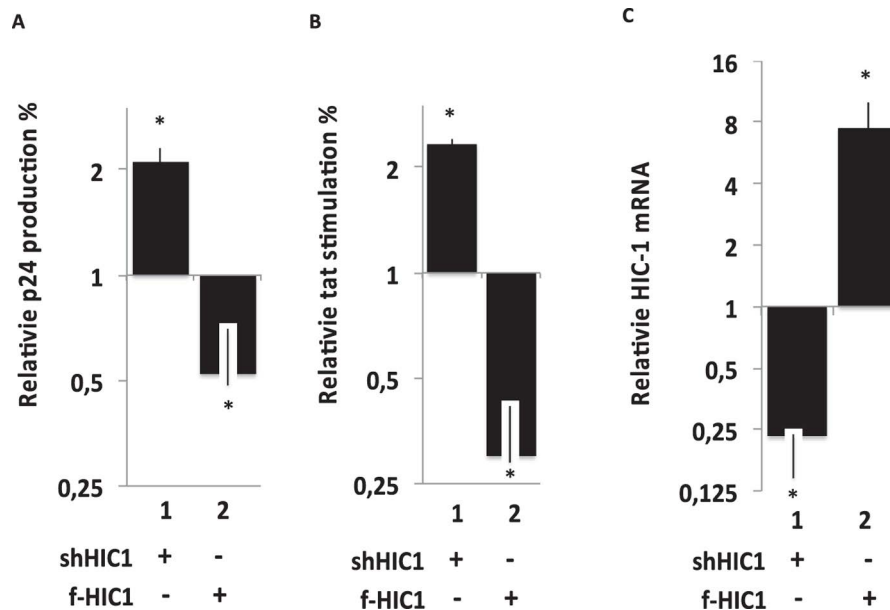 A
Relativie p24 production %
2
1
0,5
0,25
*
*
1 2
shHIC1 + -
f-HIC1 - +
B
Relativie tat stimulation %
2
1
0,5
0,25
*
*
1 2
shHIC1 + -
f-HIC1 - +
C
Relative HIC-1 mRNA
16
8
4
2
1
0,5
0,25
0,125
*
*
1 2
shHIC1 + -
f-HIC1 - +